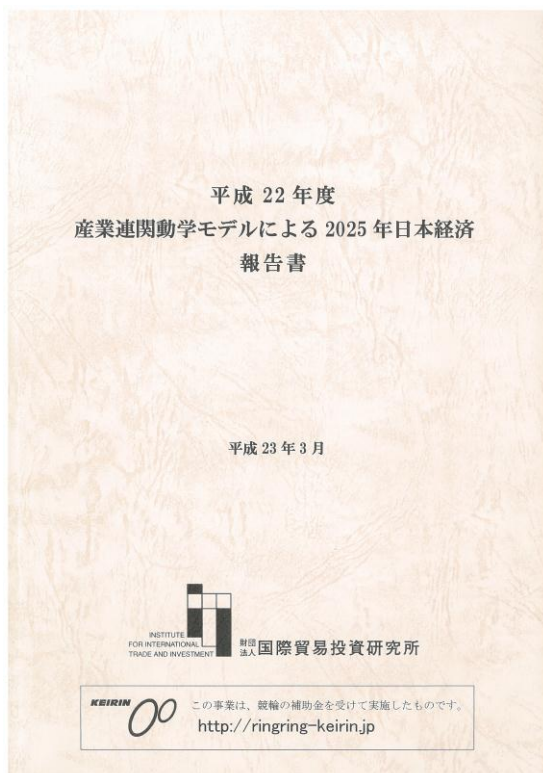 平成 22 年度
産業連関動学モデルによる 2025 年日本経済
報告書
平成 23 年 3 月
INSTITUTE
FOR INTERNATIONAL
TRADE AND INVESTMENT
財団法人 国際貿易投資研究所
KEIRIN
この事業は、競輪の補助金を受けて実施したものです。
http://ringring-keirin.jp